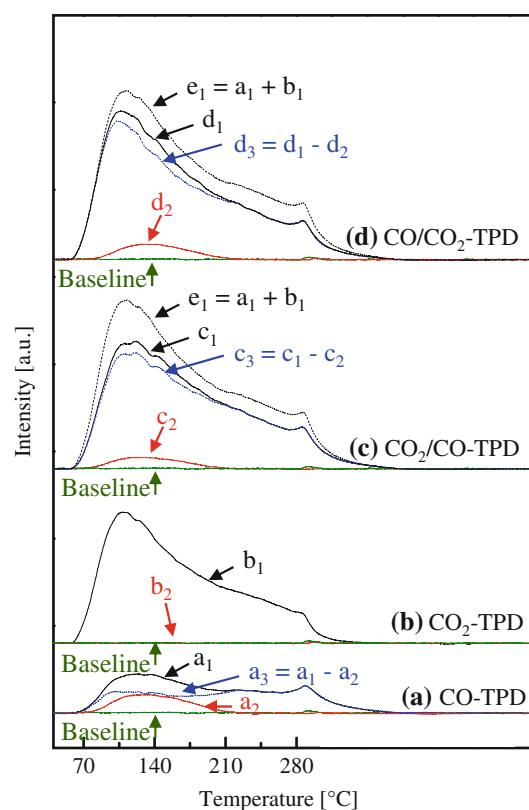 e₁ = a₁ + b₁
d₁
d₃ = d₁ - d₂
d₂
(d) CO/CO₂-TPD
Baseline
e₁ = a₁ + b₁
c₁
c₃ = c₁ - c₂
c₂
(c) CO₂/CO-TPD
Baseline
b₁
b₂
(b) CO₂-TPD
Baseline
a₁
a₃ = a₁ - a₂
(a) CO-TPD
a₂
Baseline
Intensity [a.u.]
70 140 210 280
Temperature [°C]